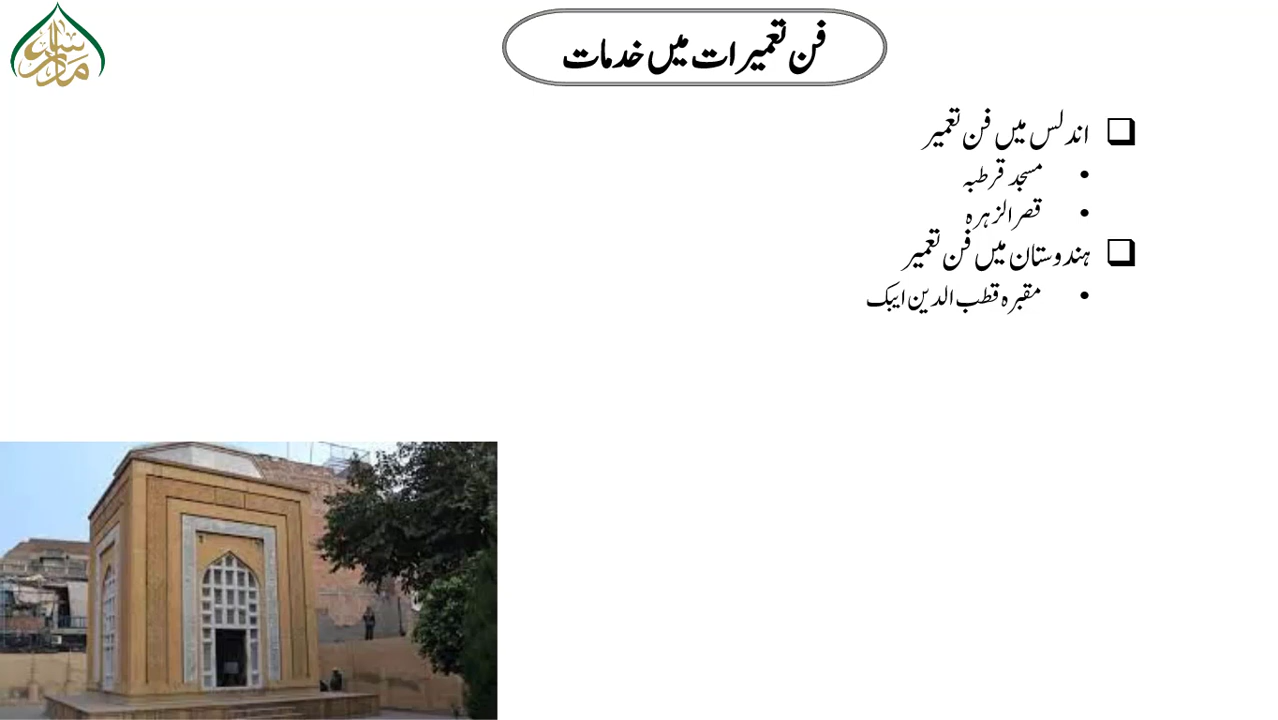 فن تعمیرات میں خدمات
اندلس میں فن تعمیر
مسجد قرطبہ
قصر الزہرہ
ہندوستان میں فن تعمیر
مقبرہ قطب الدین ایبک